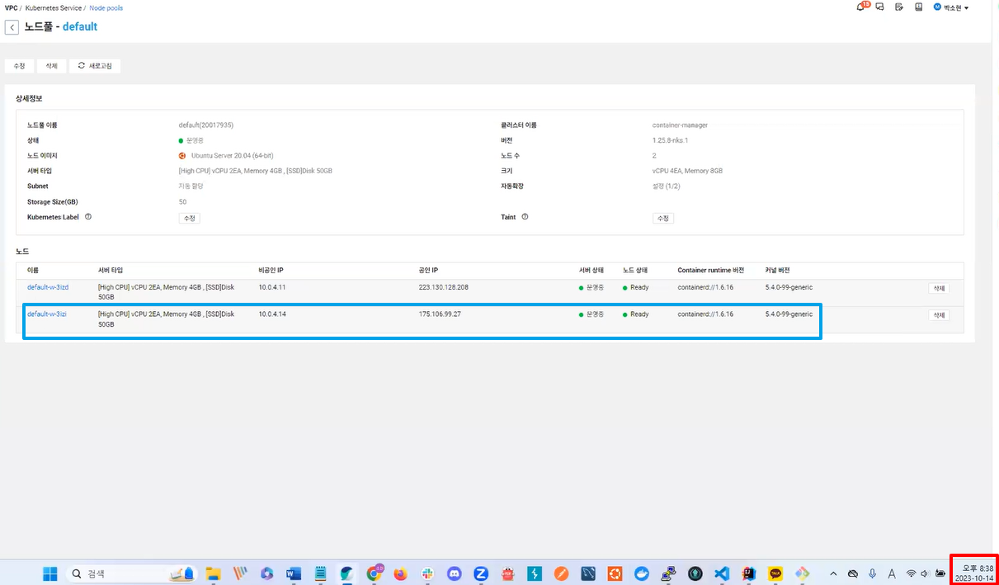 VPC / Kubernetes Service / Node pools
18
박소현
노드풀 - default
수정 삭제 새로고침
상세정보
노드풀 이름 default(20017935) 클러스터 이름 container-manager
상태 운영중 버전 1.25.8-nks.1
노드 이미지 Ubuntu Server 20.04 (64-bit) 노드 수 2
서버 타입 [High CPU] vCPU 2EA, Memory 4GB , [SSD]Disk 50GB 크기 vCPU 4EA, Memory 8GB
Subnet 자동 할당 자동확장 설정 (1/2)
Storage Size(GB) 50
Kubernetes Label 수정 Taint 수정
노드
이름 서버 타입 비공인 IP 공인 IP 서버 상태 노드 상태 Container runtime 버전 커널 버전
default-w-3izd [High CPU] vCPU 2EA, Memory 4GB , [SSD]Disk 10.0.4.11 223.130.128.208 운영중 Ready containerd://1.6.16 5.4.0-99-generic 삭제
50GB
default-w-3izi [High CPU] vCPU 2EA, Memory 4GB , [SSD]Disk 10.0.4.14 175.106.99.27 운영중 Ready containerd://1.6.16 5.4.0-99-generic 삭제
50GB
검색
A
오후 8:38
2023-10-14